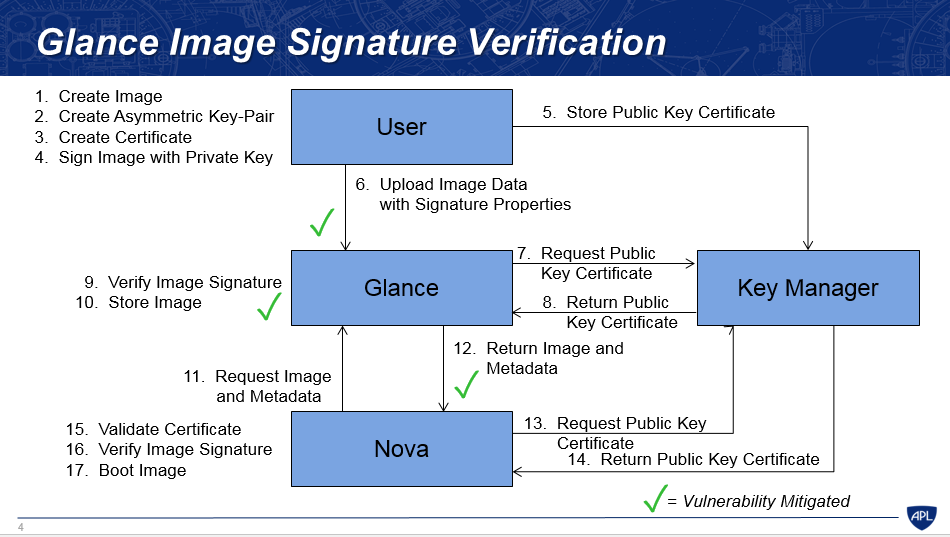 Glance Image Signature Verification
1. Create Image
2. Create Asymmetric Key-Pair
3. Create Certificate
4. Sign Image with Private Key
User
5. Store Public Key Certificate
6. Upload Image Data
with Signature Properties
7. Request Public
Key Certificate
9. Verify Image Signature
10. Store Image
Glance
8. Return Public
Key Certificate
Key Manager
12. Return Image and
Metadata
11. Request Image
and Metadata
15. Validate Certificate
16. Verify Image Signature
17. Boot Image
Nova
13. Request Public Key
Certificate
14. Return Public Key Certificate
= Vulnerability Mitigated
4
APL